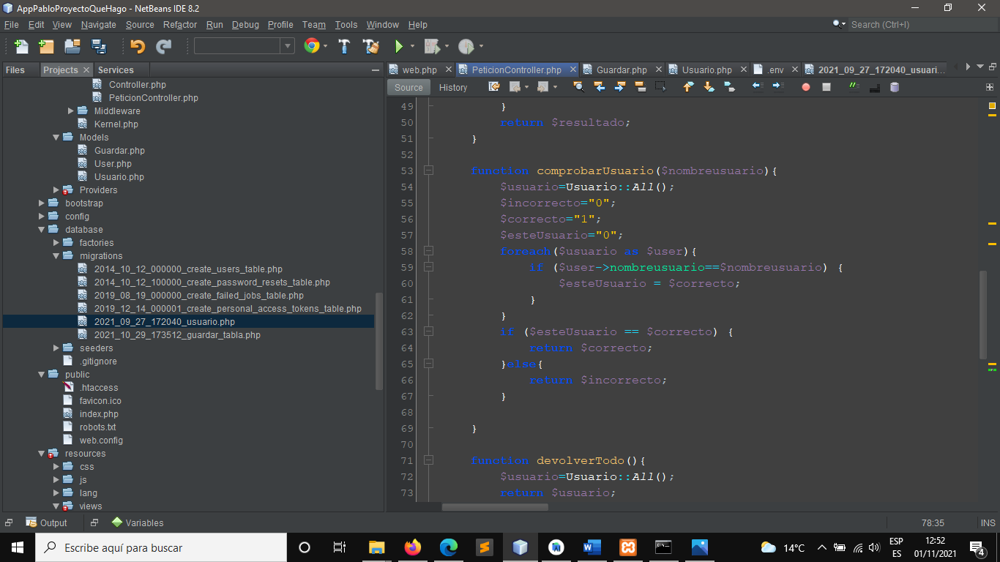 AppPabloProyectoQueHago - NetBeans IDE 8.2
File Edit View Navigate Source Refactor Run Debug Profile Team Tools Window Help
Search (Ctrl+I)
Files Projects Services
web.php PeticionController.php Guardar.php Usuario.php .env 2021_09_27_172040_usuari...
Source History
Controller.php
PeticionController.php
Middleware
Kernel.php
Models
Guardar.php
User.php
Usuario.php
Providers
bootstrap
config
database
factories
migrations
2014_10_12_000000_create_users_table.php
2014_10_12_100000_create_password_resets_table.php
2019_08_19_000000_create_failed_jobs_table.php
2019_12_14_000001_create_personal_access_tokens_table.php
2021_09_27_172040_usuario.php
2021_10_29_173512_guardar_tabla.php
seeders
.gitignore
public
.htaccess
favicon.ico
index.php
robots.txt
web.config
resources
css
js
lang
views
49 }
50 return $resultado;
51 }
52
53 function comprobarUsuario($nombreusuario){
54 $usuario=Usuario::All();
55 $incorrecto="0";
56 $correcto="1";
57 $esteUsuario="0";
58 foreach($usuario as $user){
59 if ($user->nombreusuario==$nombreusuario) {
60 $esteUsuario = $correcto;
61 }
62 }
63 if ($esteUsuario == $correcto) {
64 return $correcto;
65 }else{
66 return $incorrecto;
67 }
68
69 }
70
71 function devolverTodo(){
72 $usuario=Usuario::All();
73 return $usuario;
Output Variables
78:35 INS
Escribe aquí para buscar
14°C
ESP
ES
12:52
01/11/2021
4